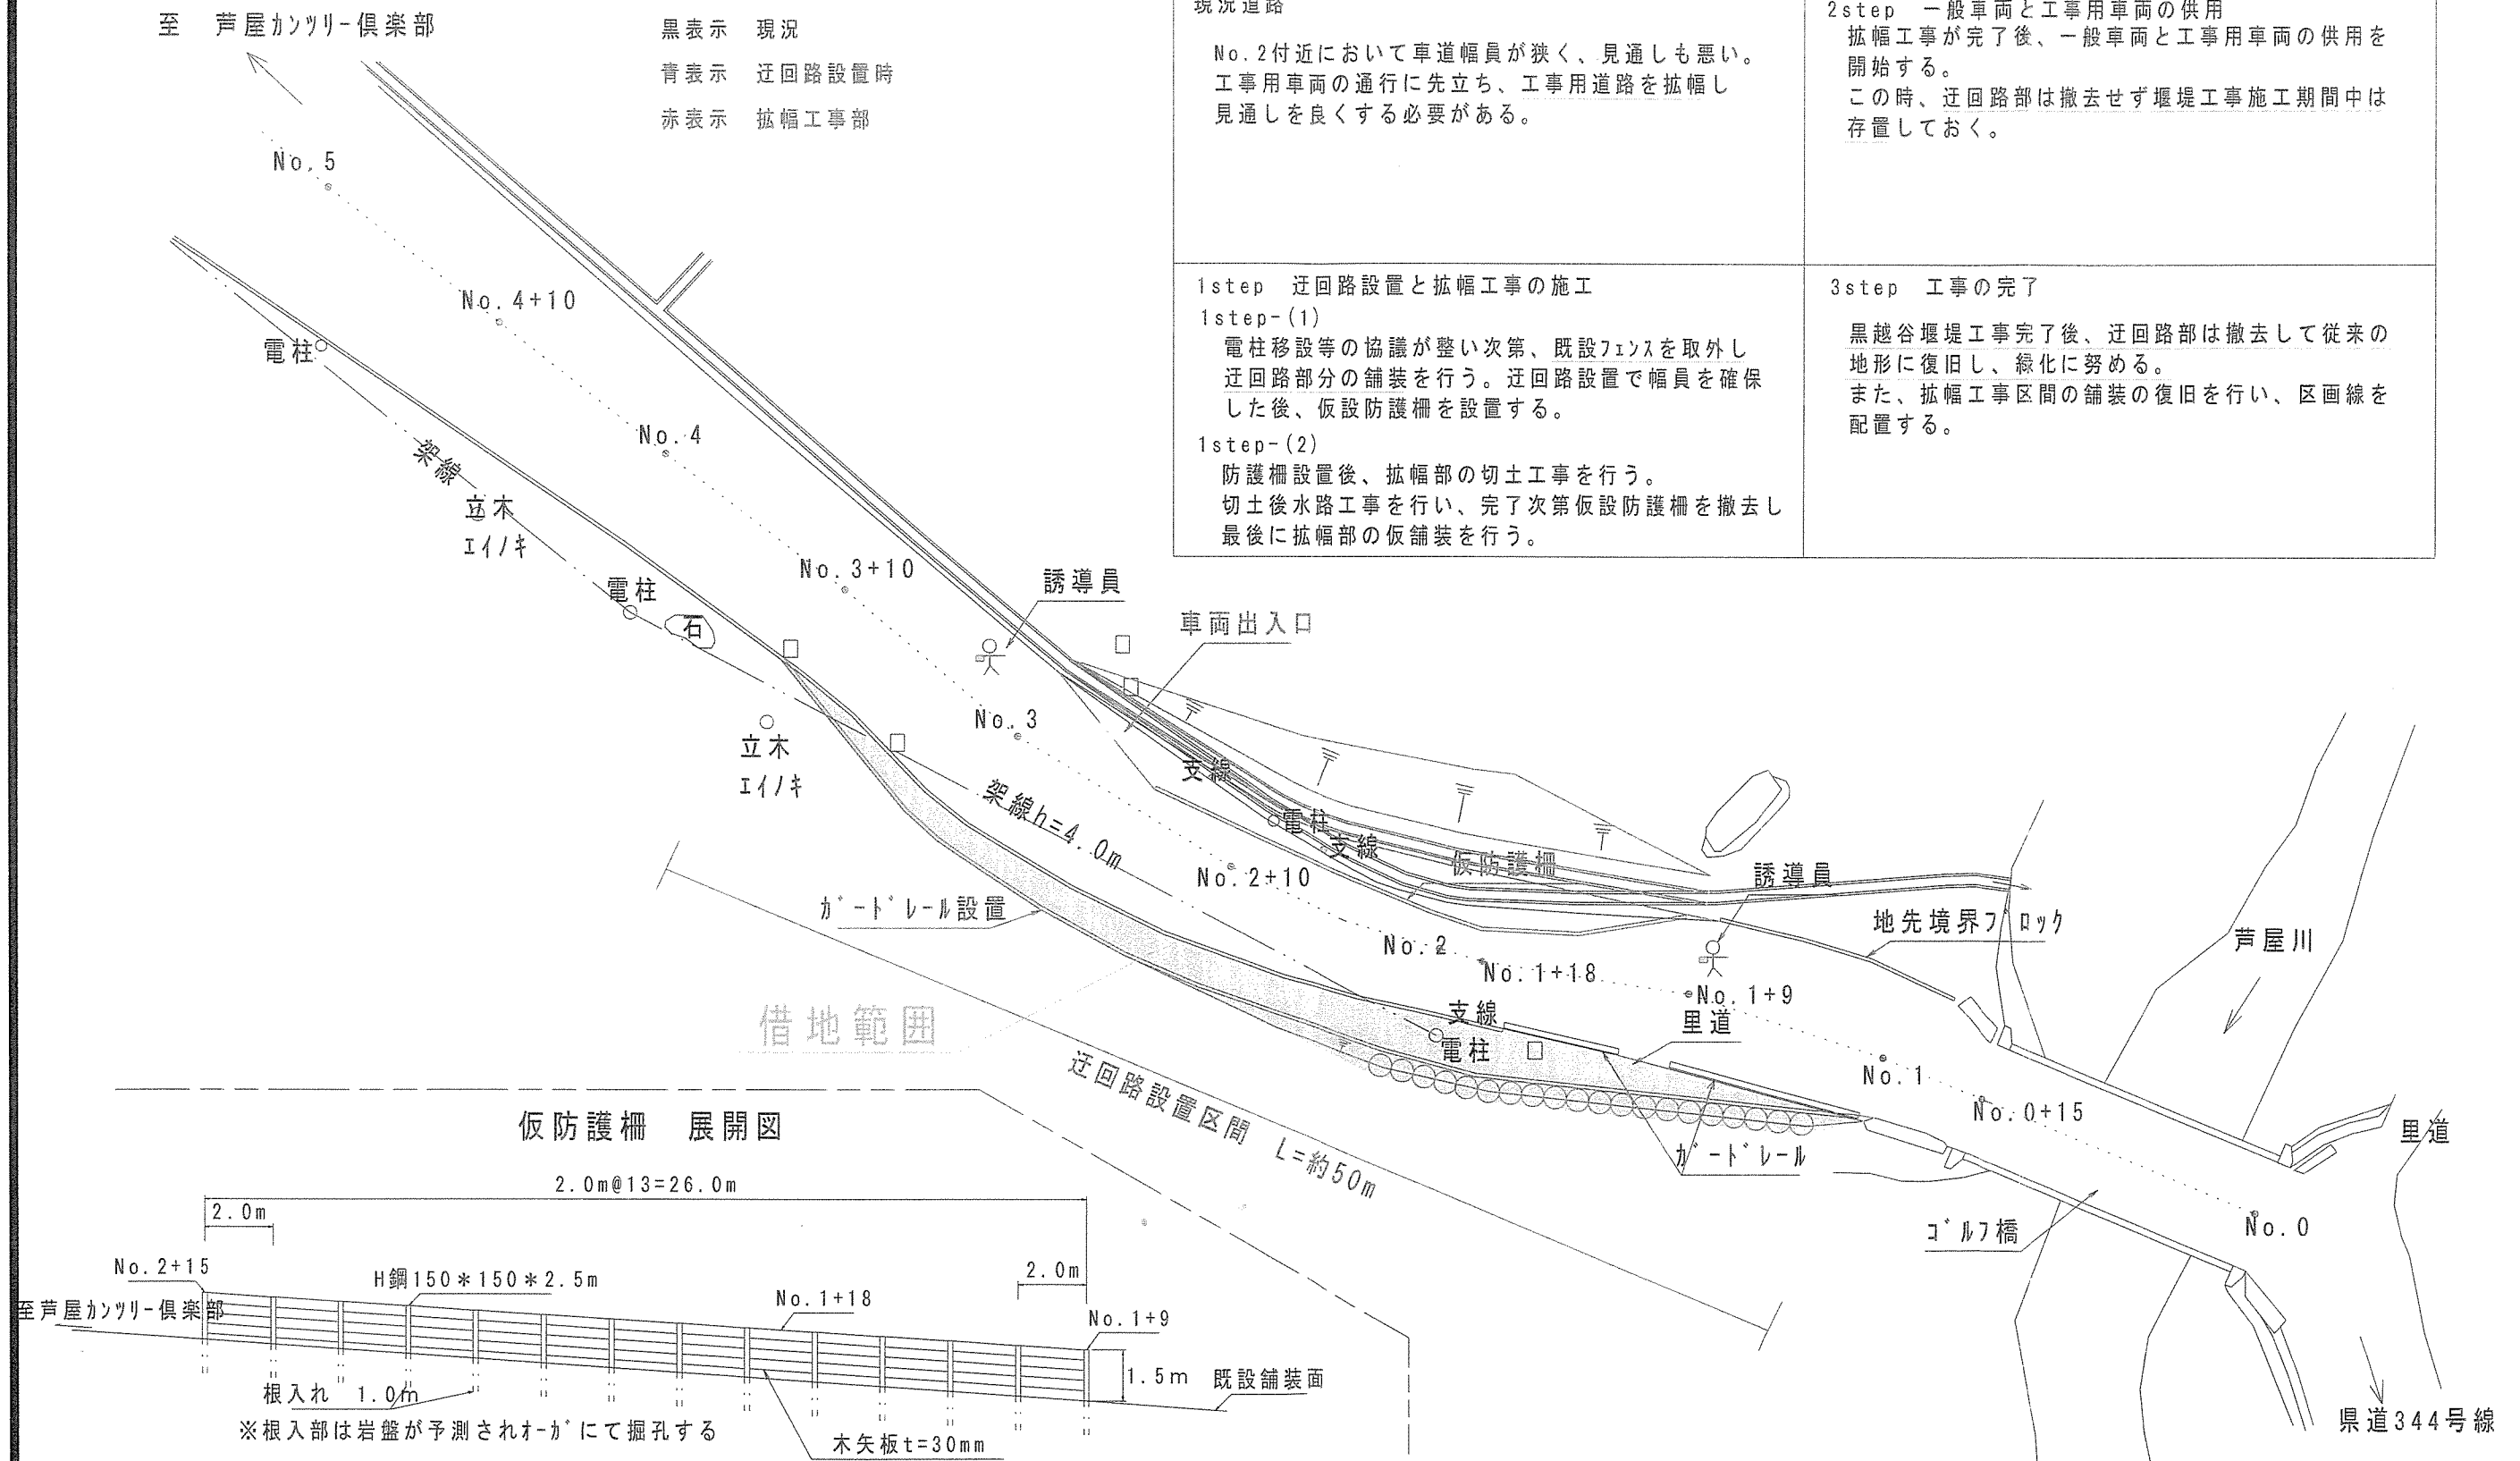 至 芦屋カンツリー倶楽部
黒表示 現況
青表示 迂回路設置時
赤表示 拡幅工事部
現況道路
No.2付近において車道幅員が狭く、見通しも悪い。
工事用車両の通行に先立ち、工事用道路を拡幅し
見通しを良くする必要がある。
2step 一般車両と工事用車両の供用
拡幅工事が完了後、一般車両と工事用車両の供用を
開始する。
この時、迂回路部は撤去せず堰堤工事施工期間中は
存置しておく。
1step 迂回路設置と拡幅工事の施工
1step-(1)
電柱移設等の協議が整い次第、既設フェンスを取外し
迂回路部分の舗装を行う。迂回路設置で幅員を確保
した後、仮設防護柵を設置する。
1step-(2)
防護柵設置後、拡幅部の切土工事を行う。
切土後水路工事を行い、完了次第仮設防護柵を撤去し
最後に拡幅部の仮舗装を行う。
3step 工事の完了
黒越谷堰堤工事完了後、迂回路部は撤去して従来の
地形に復旧し、緑化に努める。
また、拡幅工事区間の舗装の復旧を行い、区画線を
配置する。
No.5
No.4+10
電柱
No.4
架線
立木
エイノキ
No.3+10
誘導員
電柱
石
車両出入口
No.3
立木
エイノキ
支線
架線h=4.0m
電柱
支線
仮防護柵
No.2+10
誘導員
ガードレール設置
地先境界ブロック
芦屋川
No.2
No.1+18
No.1+9
支線
里道
借地範囲
電柱
No.1
迂回路設置区間 L=約50m
No.0+15
里道
ガードレール
ゴルフ橋
No.0
県道344号線
仮防護柵 展開図
2.0m@13=26.0m
2.0m
No.2+15
H鋼150*150*2.5m
2.0m
至芦屋カンツリー倶楽部
No.1+18
No.1+9
1.5m
既設舗装面
根入れ 1.0m
※根入部は岩盤が予測されオーガにて掘孔する
木矢板t=30mm